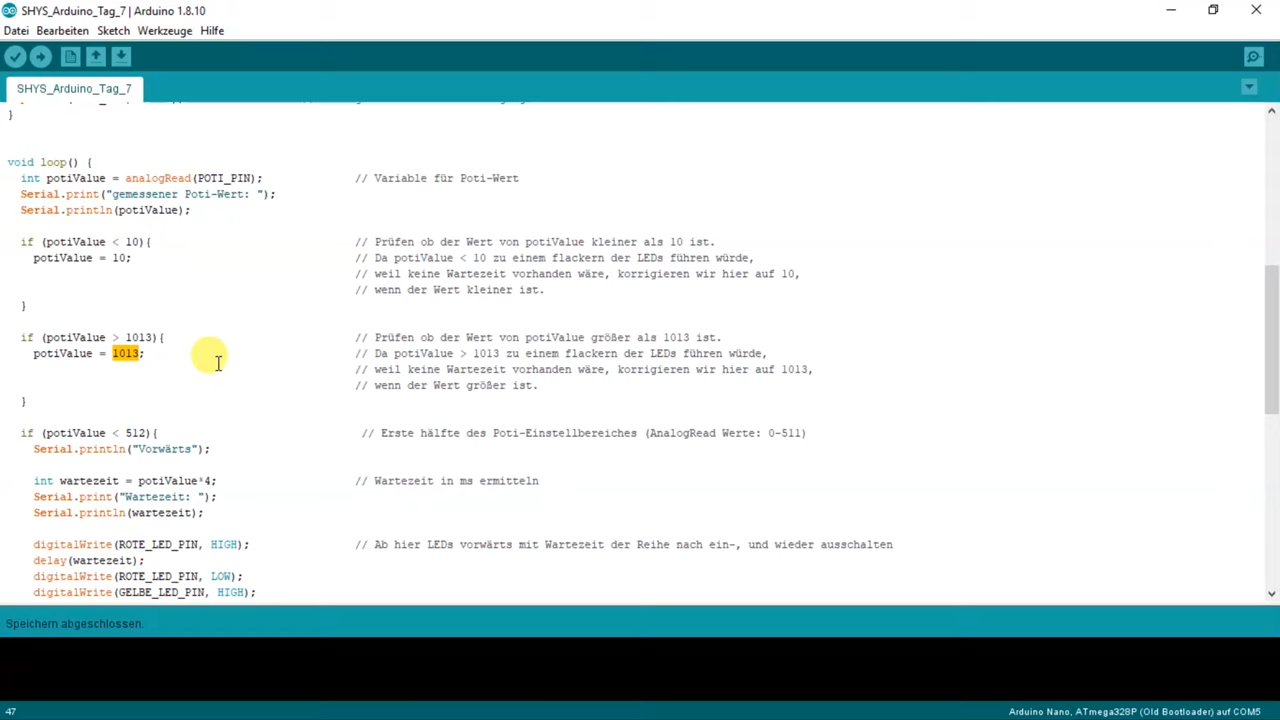 SHYS_Arduino_Tag_7 | Arduino 1.8.10
Datei Bearbeiten Sketch Werkzeuge Hilfe
SHYS_Arduino_Tag_7
}
void loop() {
int potiValue = analogRead(POTI_PIN); // Variable für Poti-Wert
Serial.print("gemessener Poti-Wert: ");
Serial.println(potiValue);
if (potiValue < 10){ // Prüfen ob der Wert von potiValue kleiner als 10 ist.
potiValue = 10; // Da potiValue < 10 zu einem flackern der LEDs führen würde,
// weil keine Wartezeit vorhanden wäre, korrigieren wir hier auf 10,
// wenn der Wert kleiner ist.
}
if (potiValue > 1013){ // Prüfen ob der Wert von potiValue größer als 1013 ist.
potiValue = 1013; // Da potiValue > 1013 zu einem flackern der LEDs führen würde,
// weil keine Wartezeit vorhanden wäre, korrigieren wir hier auf 1013,
// wenn der Wert größer ist.
}
if (potiValue < 512){ // Erste hälfte des Poti-Einstellbereiches (AnalogRead Werte: 0-511)
Serial.println("Vorwärts");
int wartezeit = potiValue*4; // Wartezeit in ms ermitteln
Serial.print("Wartezeit: ");
Serial.println(wartezeit);
digitalWrite(ROTE_LED_PIN, HIGH); // Ab hier LEDs vorwärts mit Wartezeit der Reihe nach ein-, und wieder ausschalten
delay(wartezeit);
digitalWrite(ROTE_LED_PIN, LOW);
digitalWrite(GELBE_LED_PIN, HIGH);
Speichern abgeschlossen.
47 Arduino Nano, ATmega328P (Old Bootloader) auf COM5